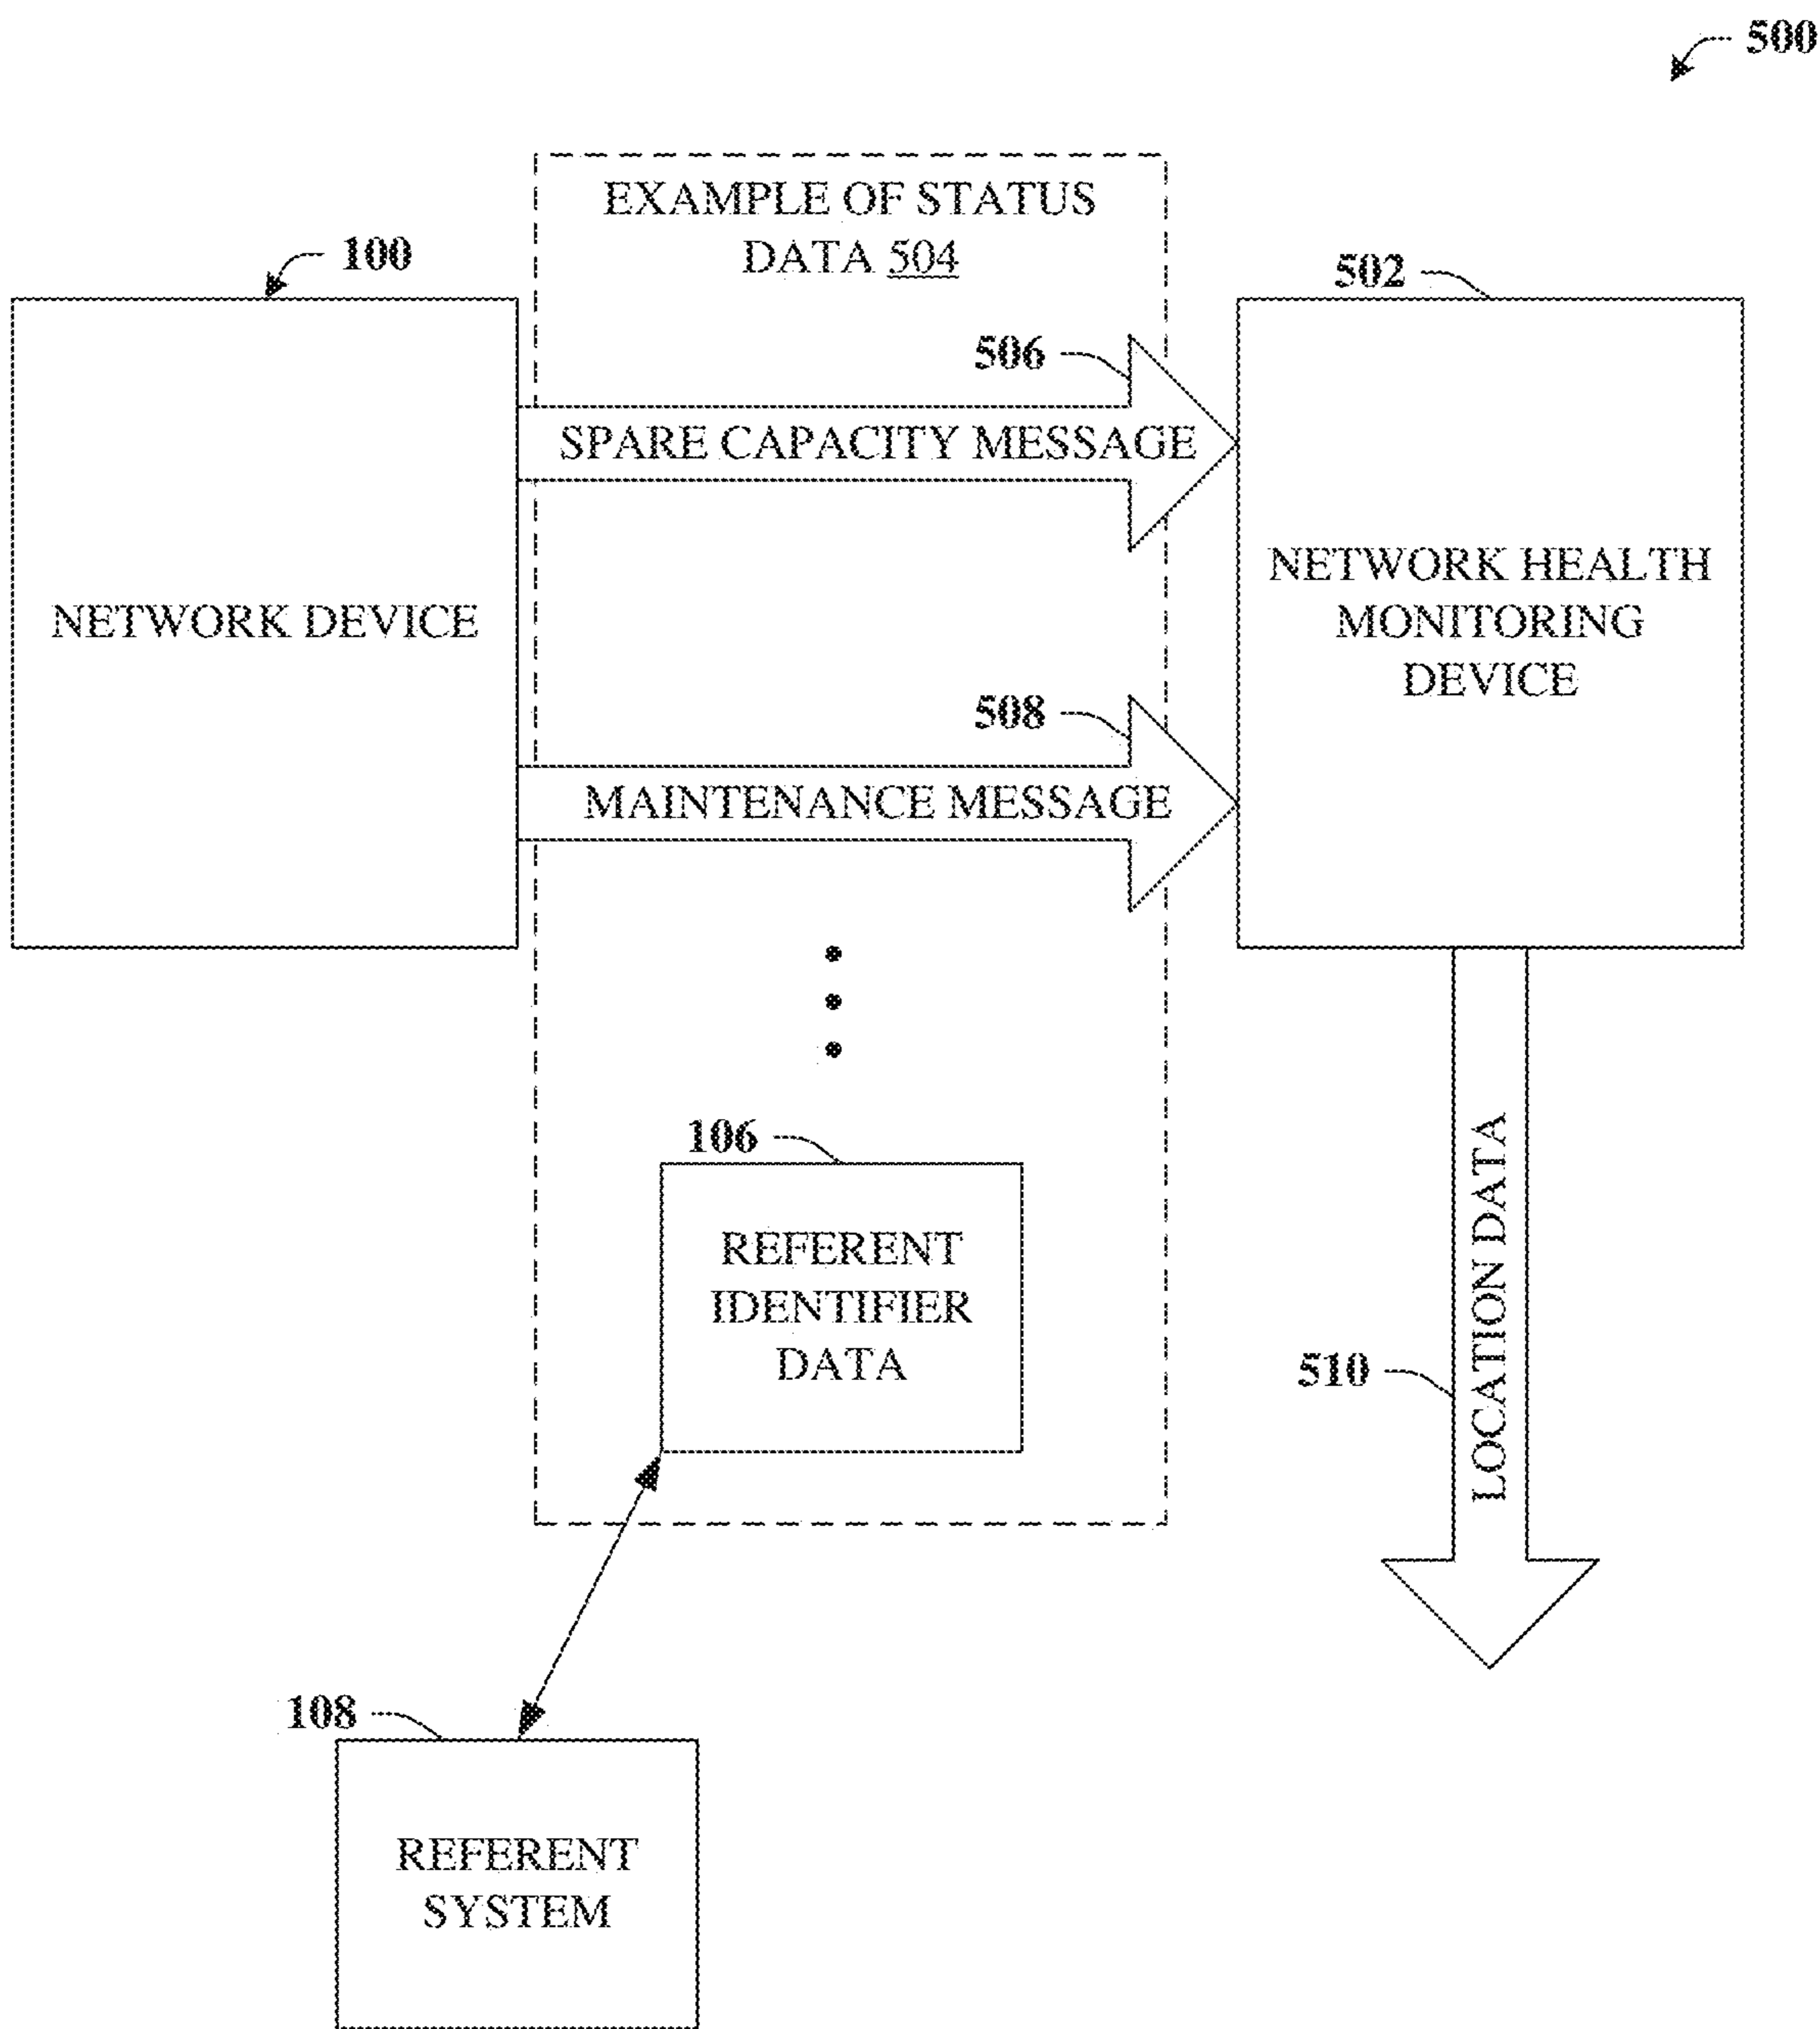 500
EXAMPLE OF STATUS
DATA 504
100
502
506
SPARE CAPACITY MESSAGE
NETWORK DEVICE
NETWORK HEALTH
MONITORING
DEVICE
508
MAINTENANCE MESSAGE
106
REFERENT
IDENTIFIER
DATA
510
LOCATION DATA
108
REFERENT
SYSTEM